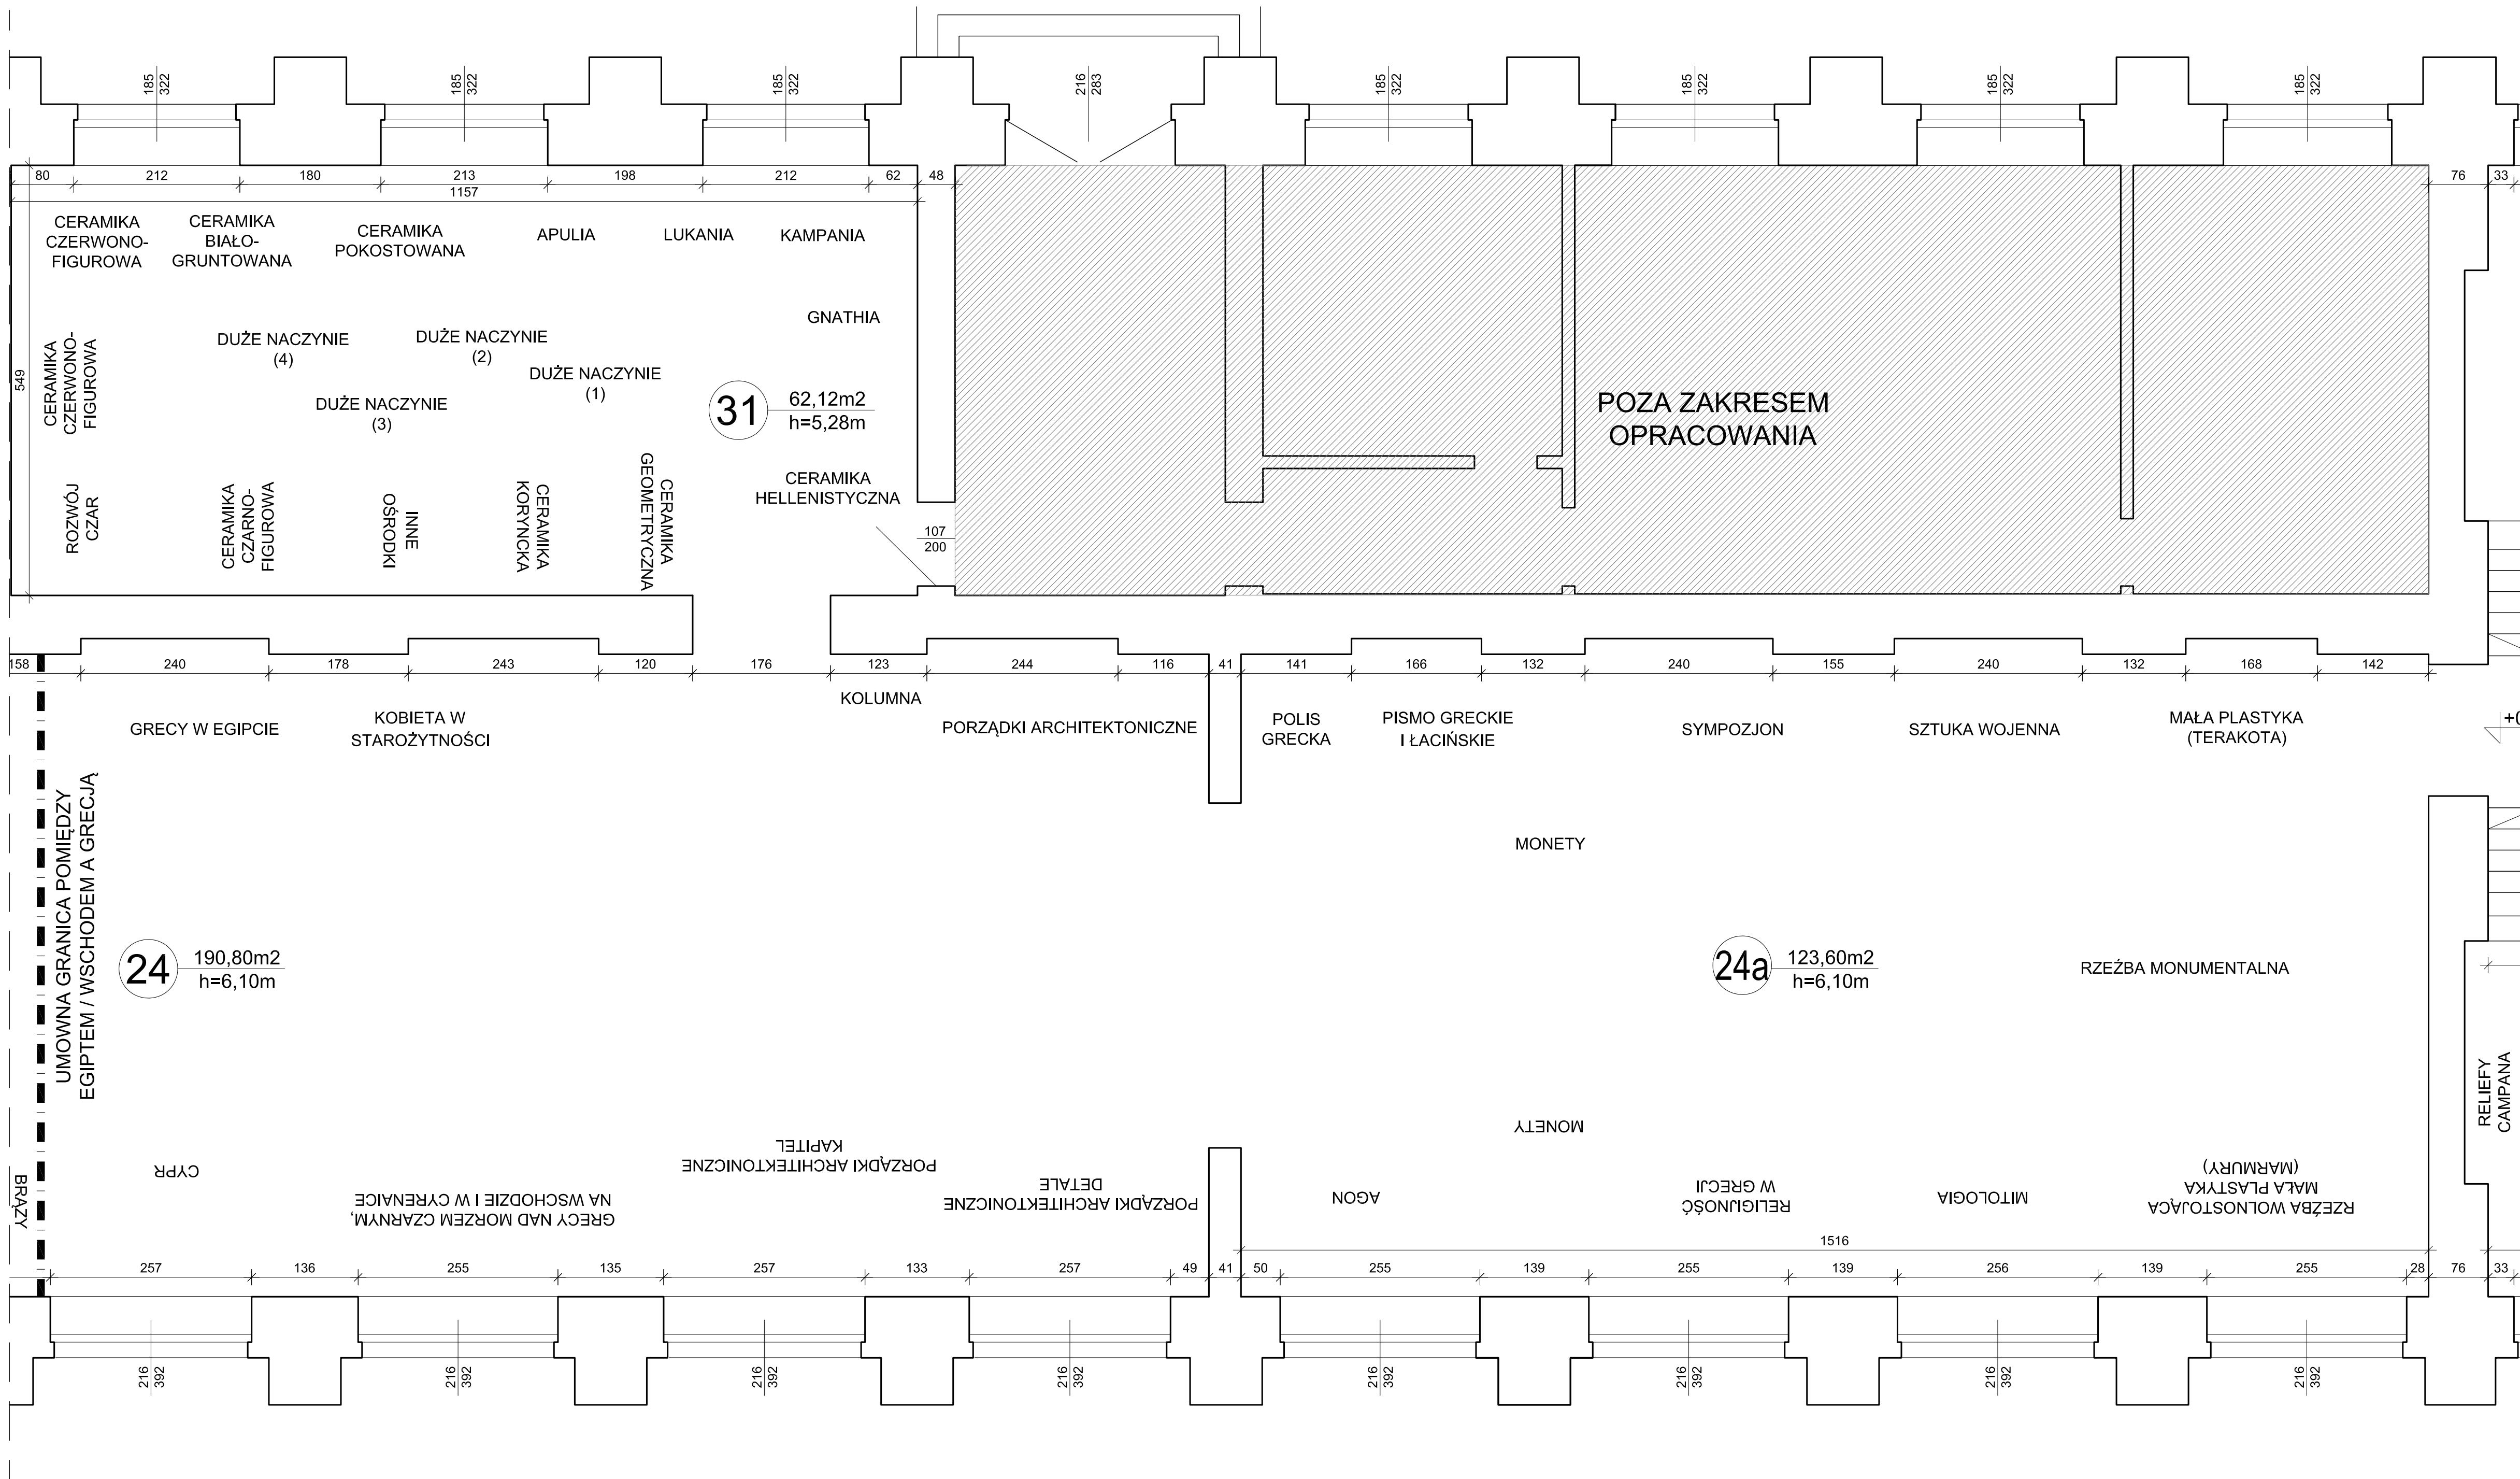 185
322
185
322
185
322
216
283
185
322
185
322
185
322
185
322
80
212
180
213
198
212
62
48
76
33
1157
549
CERAMIKA
CZERWONO-
FIGUROWA
CERAMIKA
BIAŁO-
GRUNTOWANA
CERAMIKA
POKOSTOWANA
APULIA
LUKANIA
KAMPANIA
GNATHIA
CERAMIKA
CZERWONO-
FIGUROWA
DUŻE NACZYNIE
(4)
DUŻE NACZYNIE
(2)
DUŻE NACZYNIE
(1)
DUŻE NACZYNIE
(3)
31
62,12m2
h=5,28m
POZA ZAKRESEM
OPRACOWANIA
ROZWÓJ
CZAR
CERAMIKA
CZARNO-
FIGUROWA
INNE
OŚRODKI
CERAMIKA
KORYNCKA
CERAMIKA
GEOMETRYCZNA
CERAMIKA
HELLENISTYCZNA
107
200
158
240
178
243
120
176
123
244
116
41
141
166
132
240
155
240
132
168
142
GRECY W EGIPCIE
KOBIETA W
STAROŻYTNOŚCI
KOLUMNA
PORZĄDKI ARCHITEKTONICZNE
POLIS
GRECKA
PISMO GRECKIE
I ŁACIŃSKIE
SYMPOZJON
SZTUKA WOJENNA
MAŁA PLASTYKA
(TERAKOTA)
UMOWNA GRANICA POMIĘDZY
EGIPTEM / WSCHODEM A GRECJĄ
MONETY
24
190,80m2
h=6,10m
24a
123,60m2
h=6,10m
RZEŹBA MONUMENTALNA
RELIEFY
CAMPANA
BRĄZY
CYPR
GRECY NAD MORZEM CZARNYM,
NA WSCHODZIE I W CYRENAICE
PORZĄDKI ARCHITEKTONICZNE
KAPITEL
PORZĄDKI ARCHITEKTONICZNE
DETALE
AGON
MONETY
RELIGIJNOŚĆ
W GRECJI
MITOLOGIA
RZEŹBA WOLNOSTOJĄCA
MAŁA PLASTYKA
(MARMURY)
1516
257
136
255
135
257
133
257
49
41
50
255
139
255
139
256
139
255
28
76
33
216
392
216
392
216
392
216
392
216
392
216
392
216
392
216
392